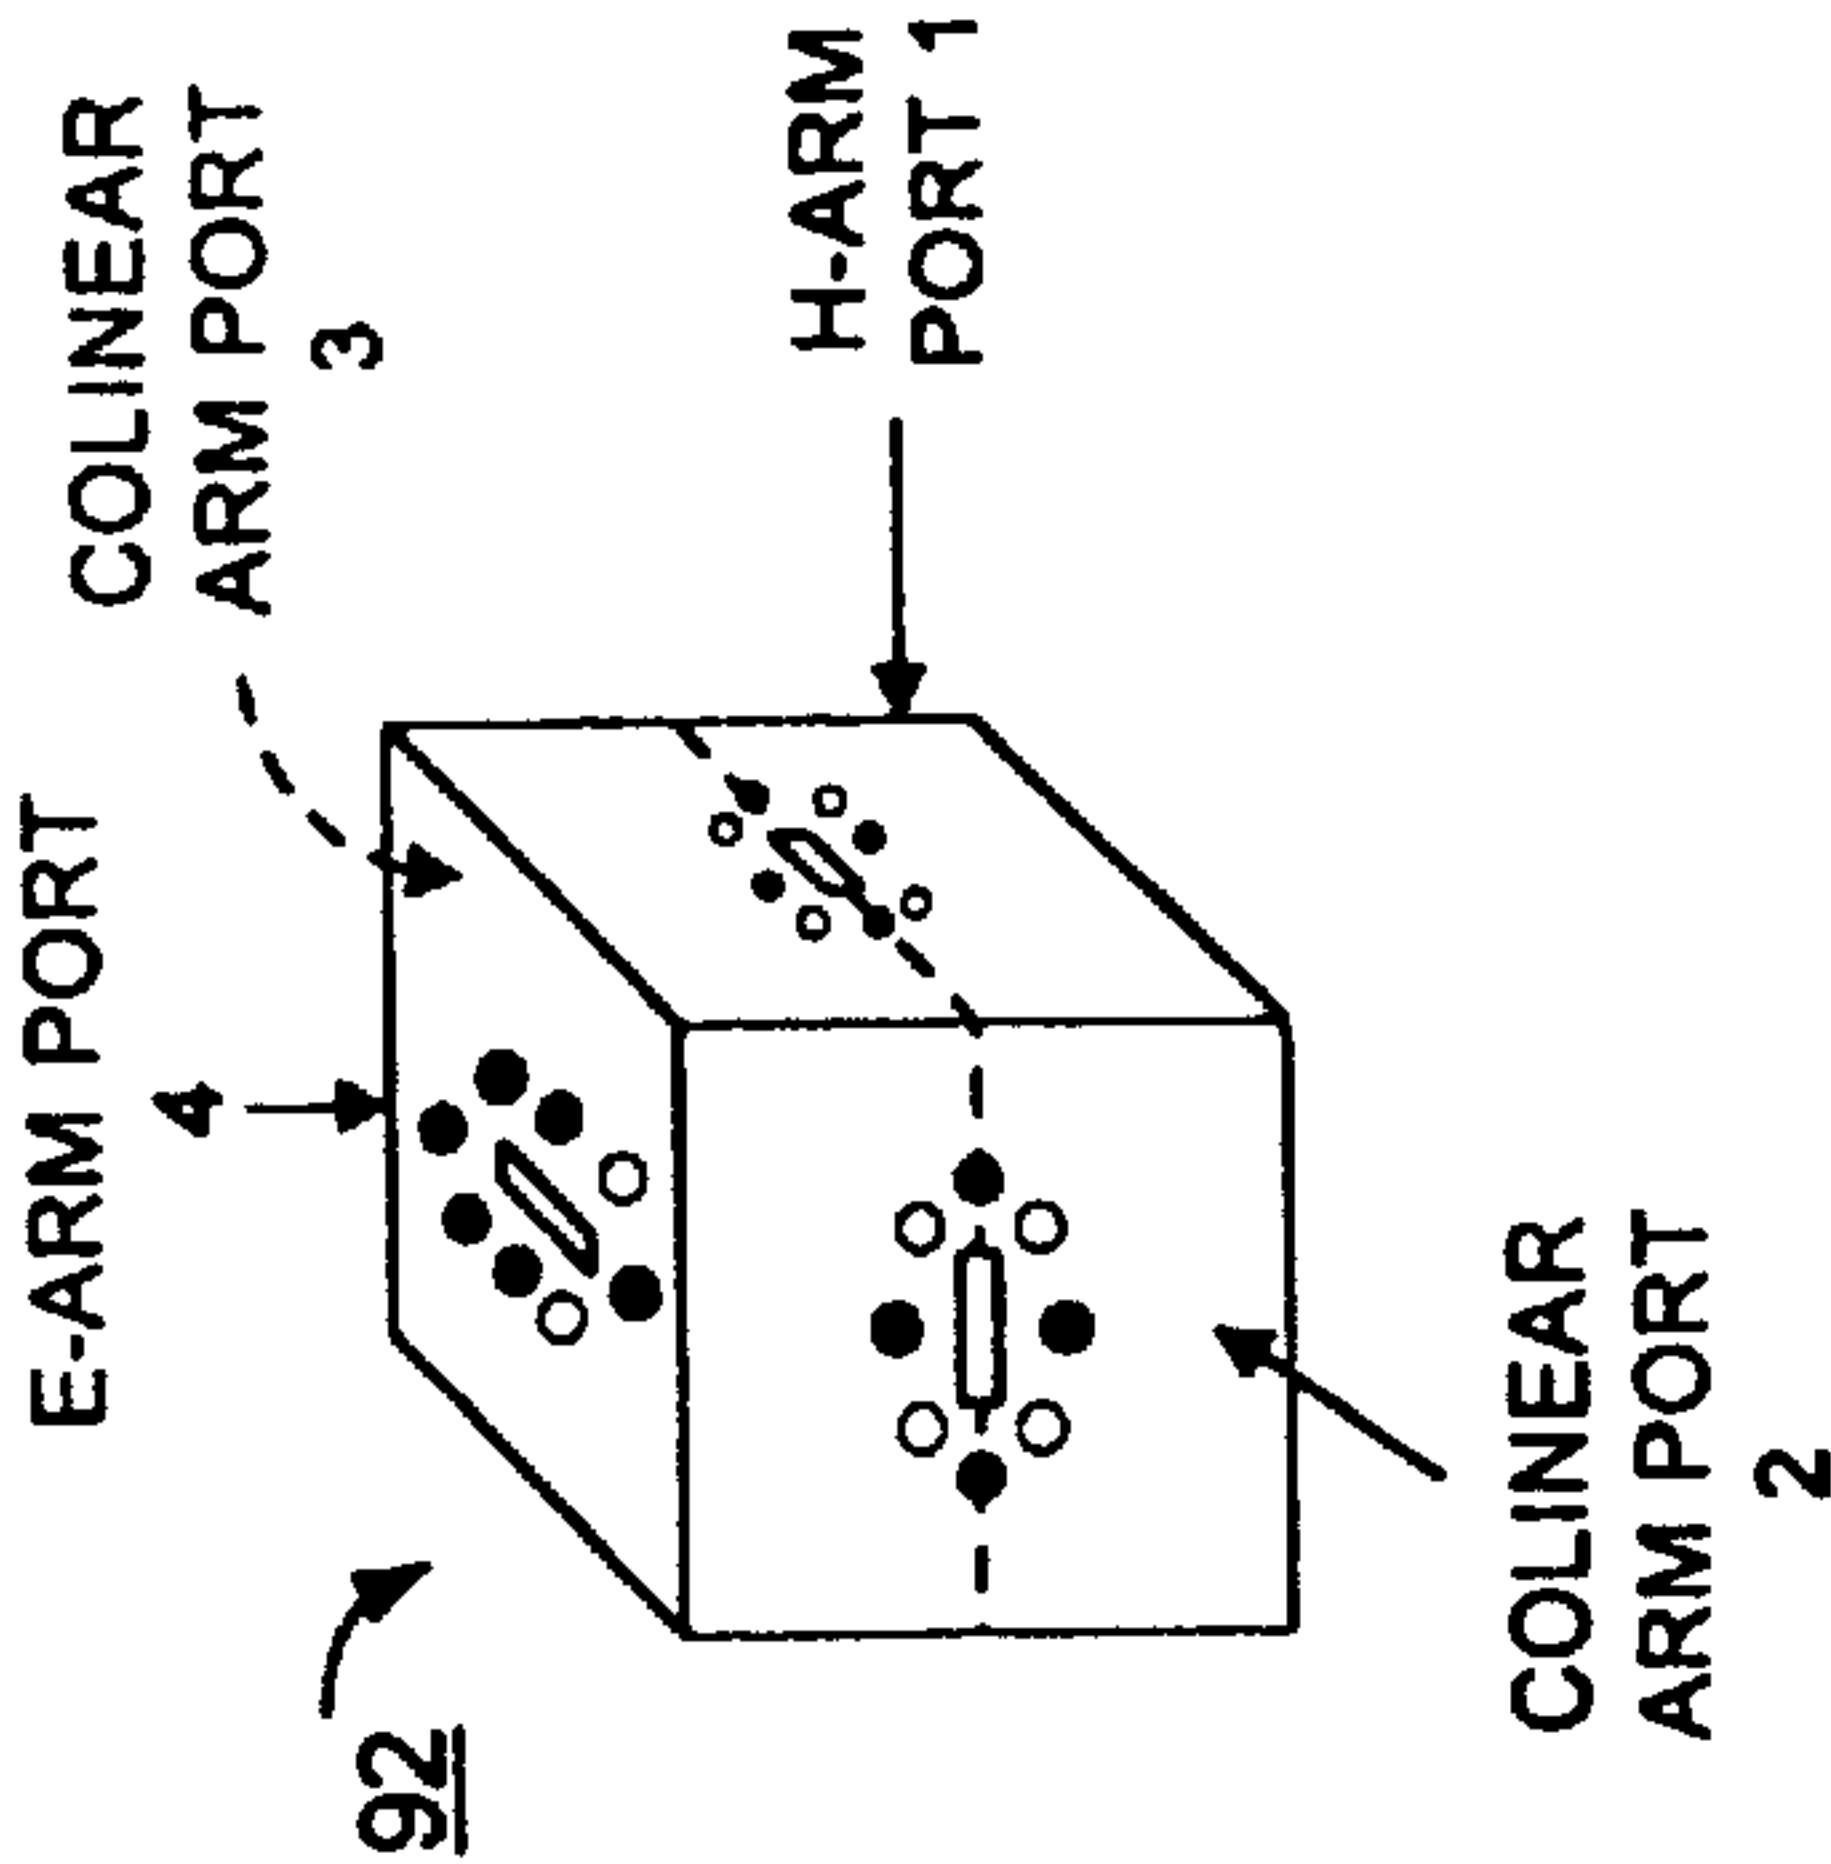 E-ARM PORT
4
COLINEAR
ARM PORT
3
H-ARM
PORT 1
92
COLINEAR
ARM PORT
2